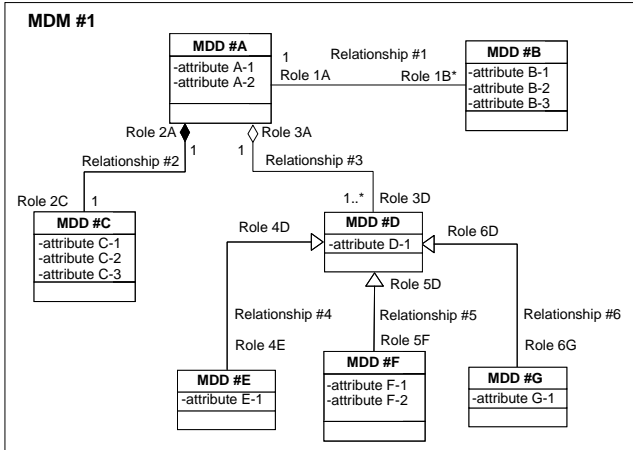 MDM #1
MDD #A
-attribute A-1
-attribute A-2
1
Relationship #1
Role 1A
Role 1B*
MDD #B
-attribute B-1
-attribute B-2
-attribute B-3
Role 2A
1
Role 3A
1
Relationship #2
Relationship #3
Role 2C
1
1..*
Role 3D
MDD #C
-attribute C-1
-attribute C-2
-attribute C-3
MDD #D
-attribute D-1
Role 4D
Role 6D
Role 5D
Relationship #4
Relationship #5
Relationship #6
Role 4E
Role 5F
Role 6G
MDD #E
-attribute E-1
MDD #F
-attribute F-1
-attribute F-2
MDD #G
-attribute G-1